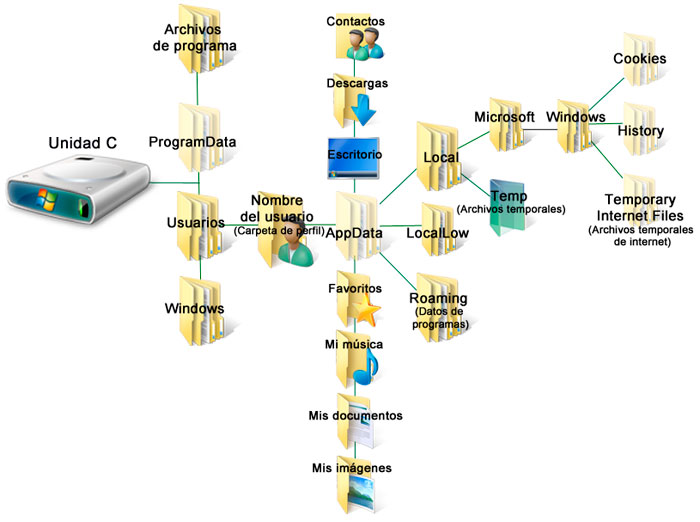 Unidad C
Archivos
de programa
ProgramData
Usuarios
Windows
Nombre
del usuario
(Carpeta de perfil)
Contactos
Descargas
Escritorio
AppData
Favoritos
Mi música
Mis documentos
Mis imágenes
Local
LocalLow
Roaming
(Datos de
programas)
Microsoft
Temp
(Archivos temporales)
Windows
Cookies
History
Temporary
Internet Files
(Archivos temporales
de internet)